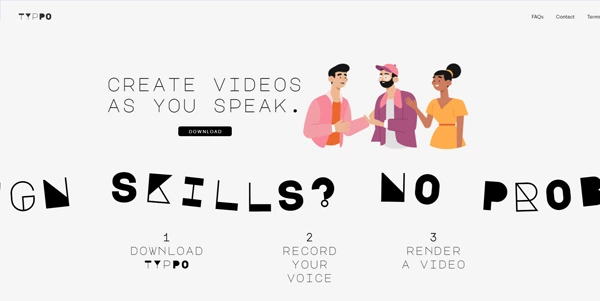 TYPPO
FAQs Contact Terms
CREATE VIDEOS
AS YOU SPEAK.
DOWNLOAD
IGN SKILLS? NO PROB
1
DOWNLOAD
TYPPO
2
RECORD
YOUR
VOICE
3
RENDER
A VIDEO